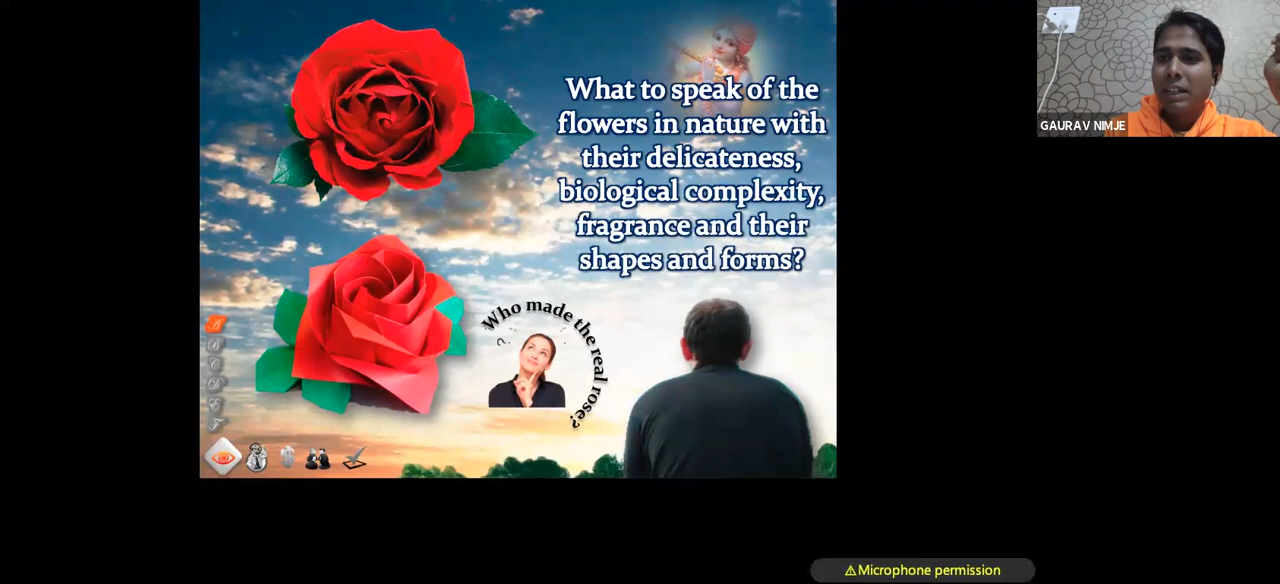 What to speak of the
flowers in nature with
their delicateness,
biological complexity,
fragrance and their
shapes and forms?
Who made the real rose?
?
A
B
C
D
E
F
GAURAV NIMJE
⚠Microphone permission